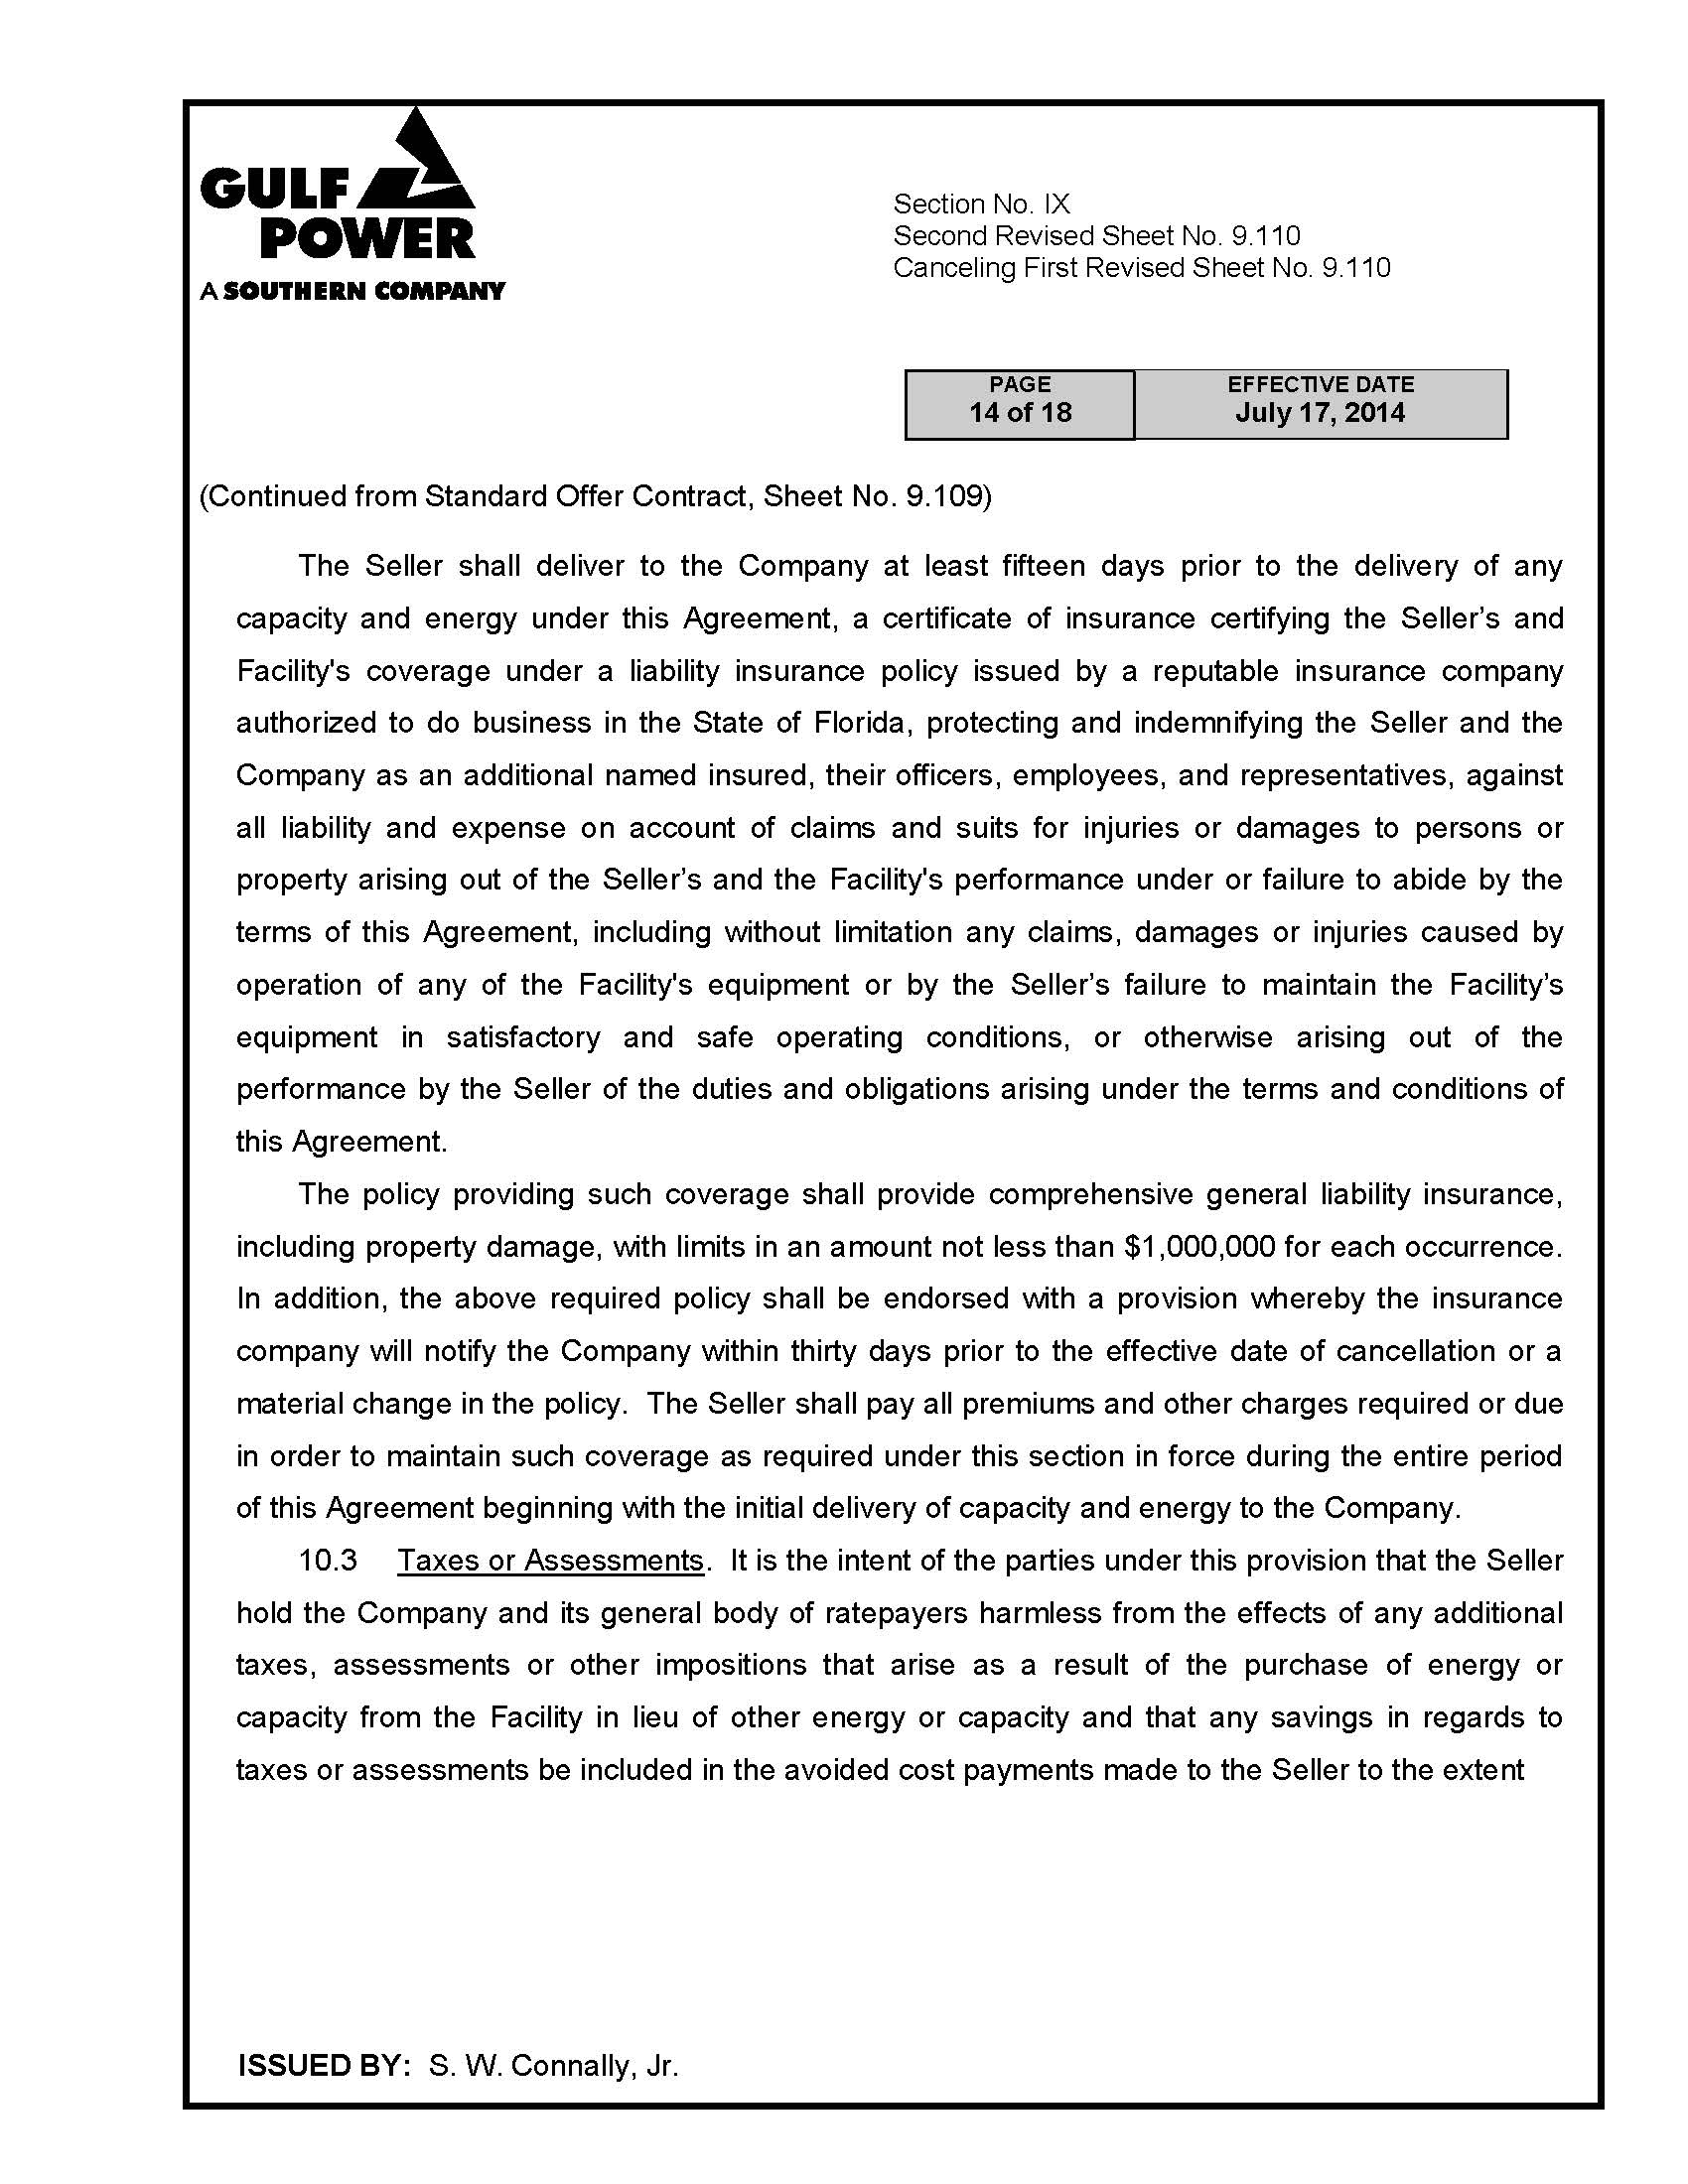 GULF
POWER
A SOUTHERN COMPANY
Section No. IX
Second Revised Sheet No. 9.110
Canceling First Revised Sheet No. 9.110
PAGE
14 of 18
EFFECTIVE DATE
July 17, 2014
(Continued from Standard Offer Contract, Sheet No. 9.109)
The Seller shall deliver to the Company at least fifteen days prior to the delivery of any
capacity and energy under this Agreement, a certificate of insurance certifying the Seller’s and
Facility's coverage under a liability insurance policy issued by a reputable insurance company
authorized to do business in the State of Florida, protecting and indemnifying the Seller and the
Company as an additional named insured, their officers, employees, and representatives, against
all liability and expense on account of claims and suits for injuries or damages to persons or
property arising out of the Seller’s and the Facility's performance under or failure to abide by the
terms of this Agreement, including without limitation any claims, damages or injuries caused by
operation of any of the Facility's equipment or by the Seller’s failure to maintain the Facility’s
equipment in satisfactory and safe operating conditions, or otherwise arising out of the
performance by the Seller of the duties and obligations arising under the terms and conditions of
this Agreement.
The policy providing such coverage shall provide comprehensive general liability insurance,
including property damage, with limits in an amount not less than $1,000,000 for each occurrence.
In addition, the above required policy shall be endorsed with a provision whereby the insurance
company will notify the Company within thirty days prior to the effective date of cancellation or a
material change in the policy.  The Seller shall pay all premiums and other charges required or due
in order to maintain such coverage as required under this section in force during the entire period
of this Agreement beginning with the initial delivery of capacity and energy to the Company.
10.3 Taxes or Assessments.  It is the intent of the parties under this provision that the Seller
hold the Company and its general body of ratepayers harmless from the effects of any additional
taxes, assessments or other impositions that arise as a result of the purchase of energy or
capacity from the Facility in lieu of other energy or capacity and that any savings in regards to
taxes or assessments be included in the avoided cost payments made to the Seller to the extent
ISSUED BY:  S. W. Connally, Jr.